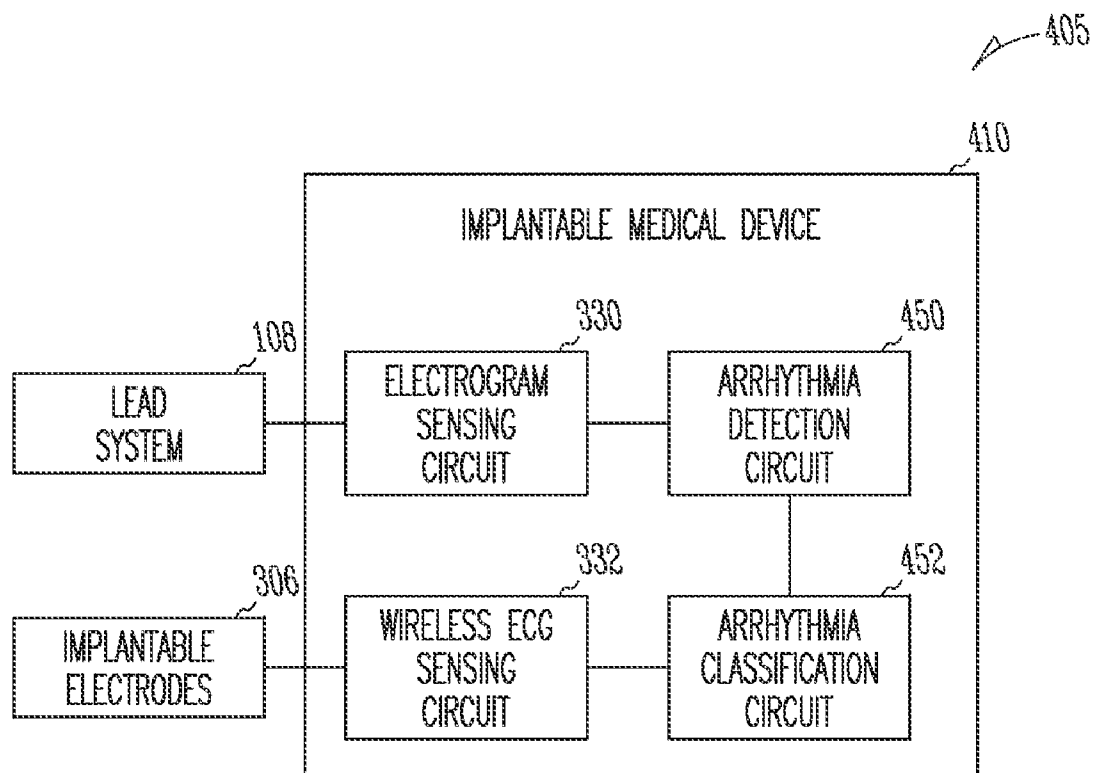 405
410
IMPLANTABLE MEDICAL DEVICE
108
330
450
LEAD
SYSTEM
ELECTROGRAM
SENSING
CIRCUIT
ARRHYTHMIA
DETECTION
CIRCUIT
306
332
452
IMPLANTABLE
ELECTRODES
WIRELESS ECG
SENSING
CIRCUIT
ARRHYTHMIA
CLASSIFICATION
CIRCUIT